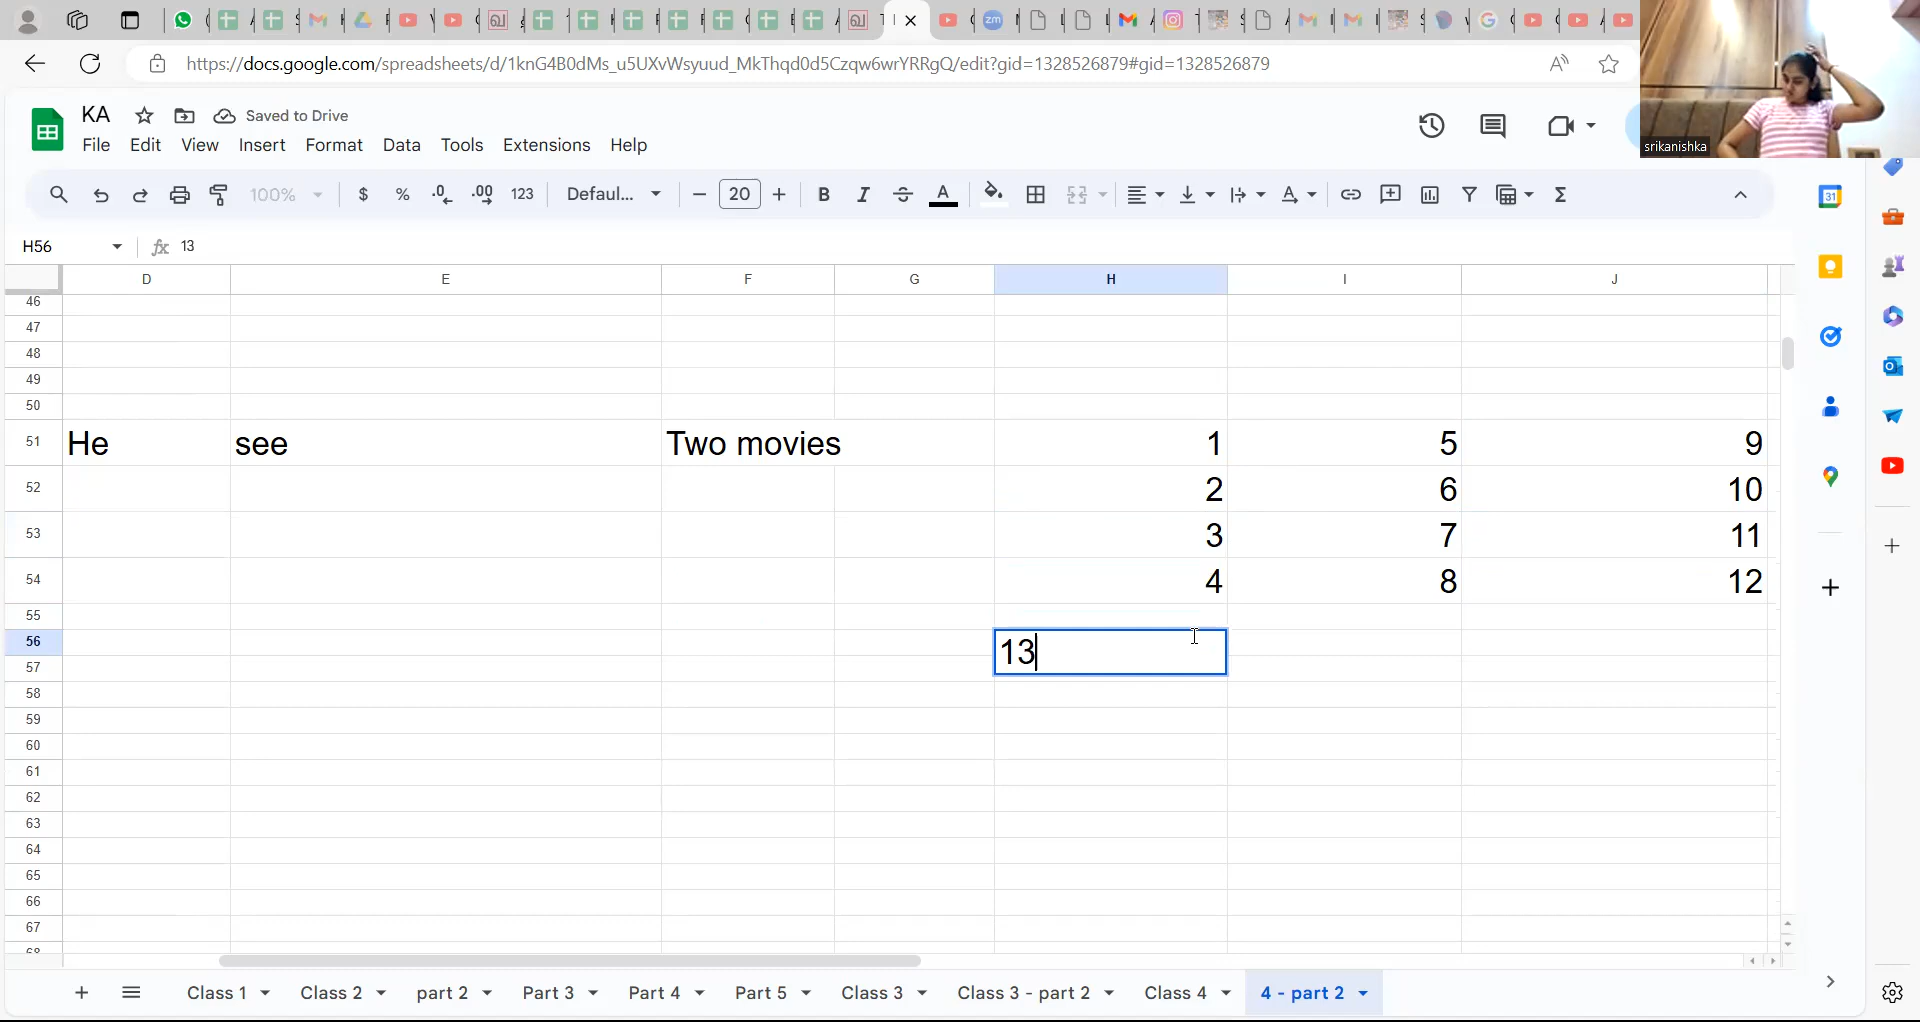 https://docs.google.com/spreadsheets/d/1knG4B0dMs_u5UXvWsyuud_MkThqd0d5Czqw6wrYRRgQ/edit?gid=1328526879#gid=1328526879
KA Saved to Drive
File Edit View Insert Format Data Tools Extensions Help
srikanishka
100% $ % .0 .00 123 Defaul... 20 B I S A
H56 fx 13
D E F G H I J
46
47
48
49
50
51 He see Two movies 1 5 9
52 2 6 10
53 3 7 11
54 4 8 12
55
56 13
57
58
59
60
61
62
63
64
65
66
67
68
Class 1 Class 2 part 2 Part 3 Part 4 Part 5 Class 3 Class 3 - part 2 Class 4 4 - part 2